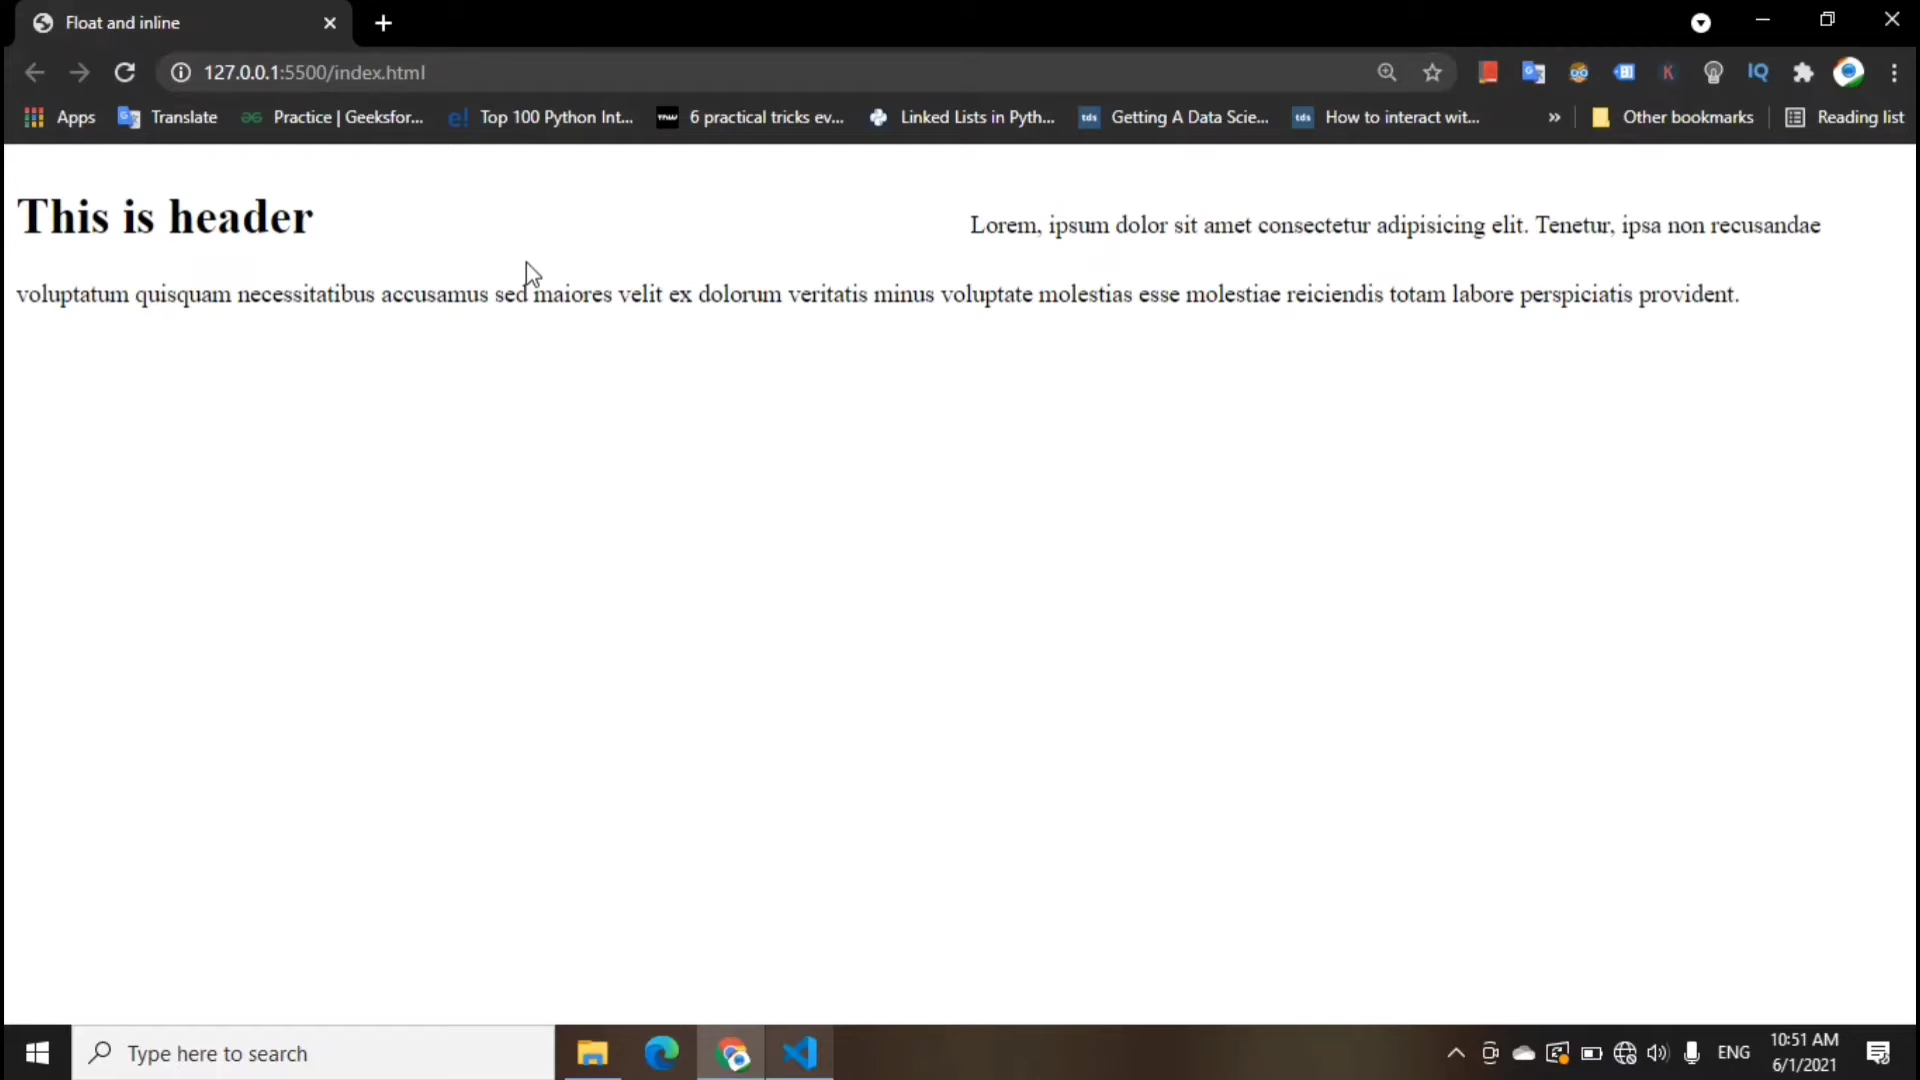 Float and inline
127.0.0.1:5500/index.html
IQ
Apps Translate Practice | Geeksfor... Top 100 Python Int... 6 practical tricks ev... tds Linked Lists in Pyth... Getting A Data Scie... tds How to interact wit... » Other bookmarks Reading list
This is header Lorem, ipsum dolor sit amet consectetur adipisicing elit. Tenetur, ipsa non recusandae
voluptatum quisquam necessitatibus accusamus sed maiores velit ex dolorum veritatis minus voluptate molestias esse molestiae reiciendis totam labore perspiciatis provident.
Type here to search
ENG
10:51 AM
6/1/2021